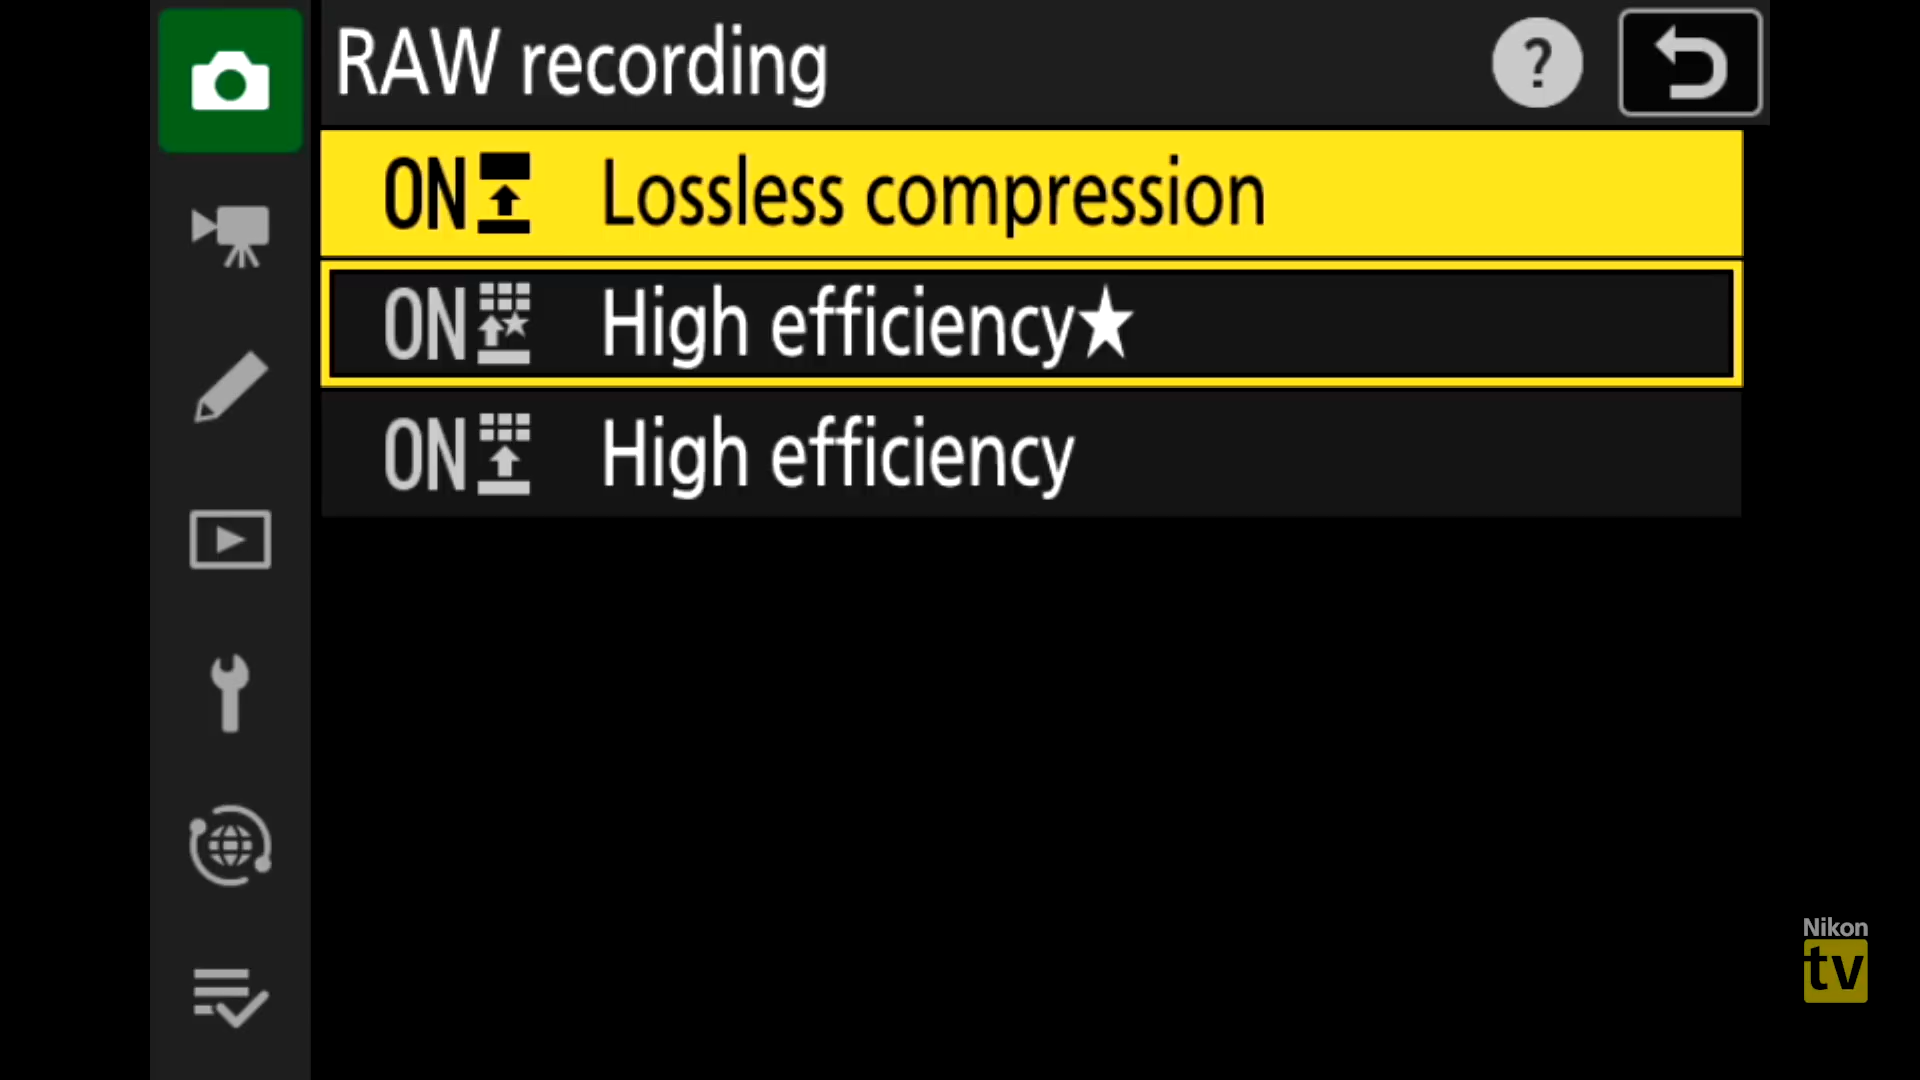 RAW recording
?
ON Lossless compression
ON High efficiency★
ON High efficiency
Nikon
tv